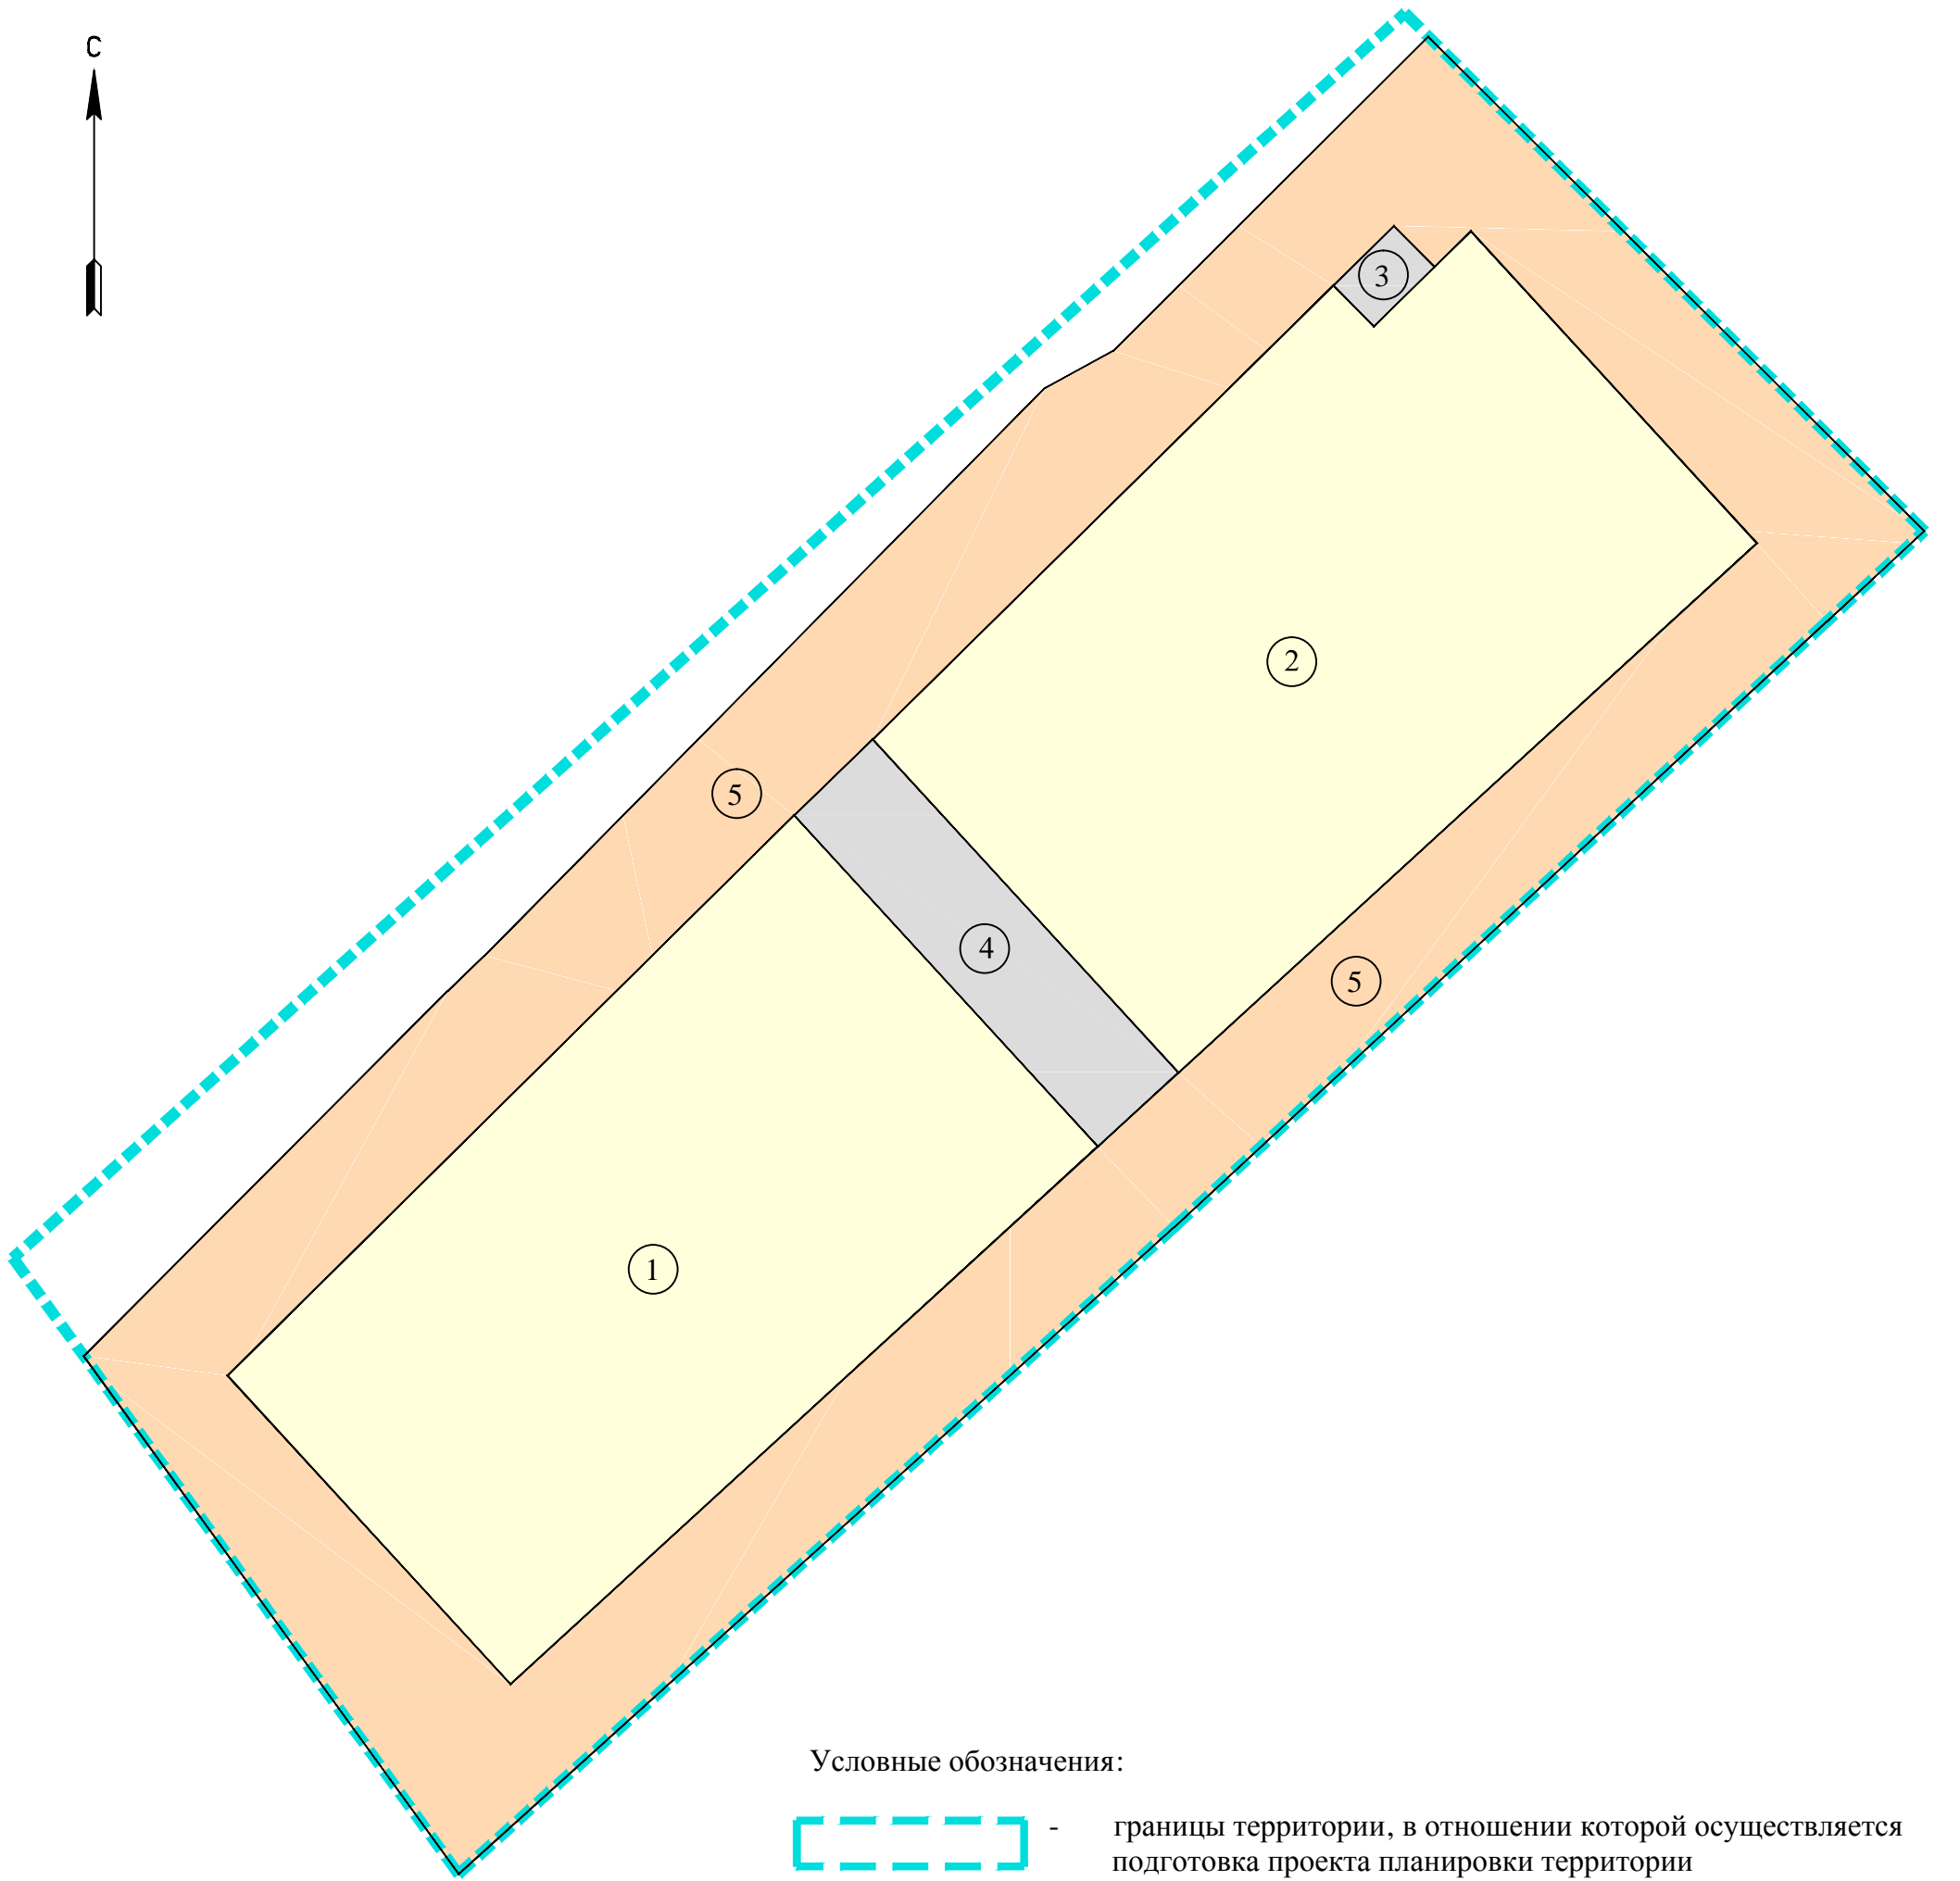 С
3
2
5
4
5
1
Условные обозначения:
- границы территории, в отношении которой осуществляется
подготовка проекта планировки территории